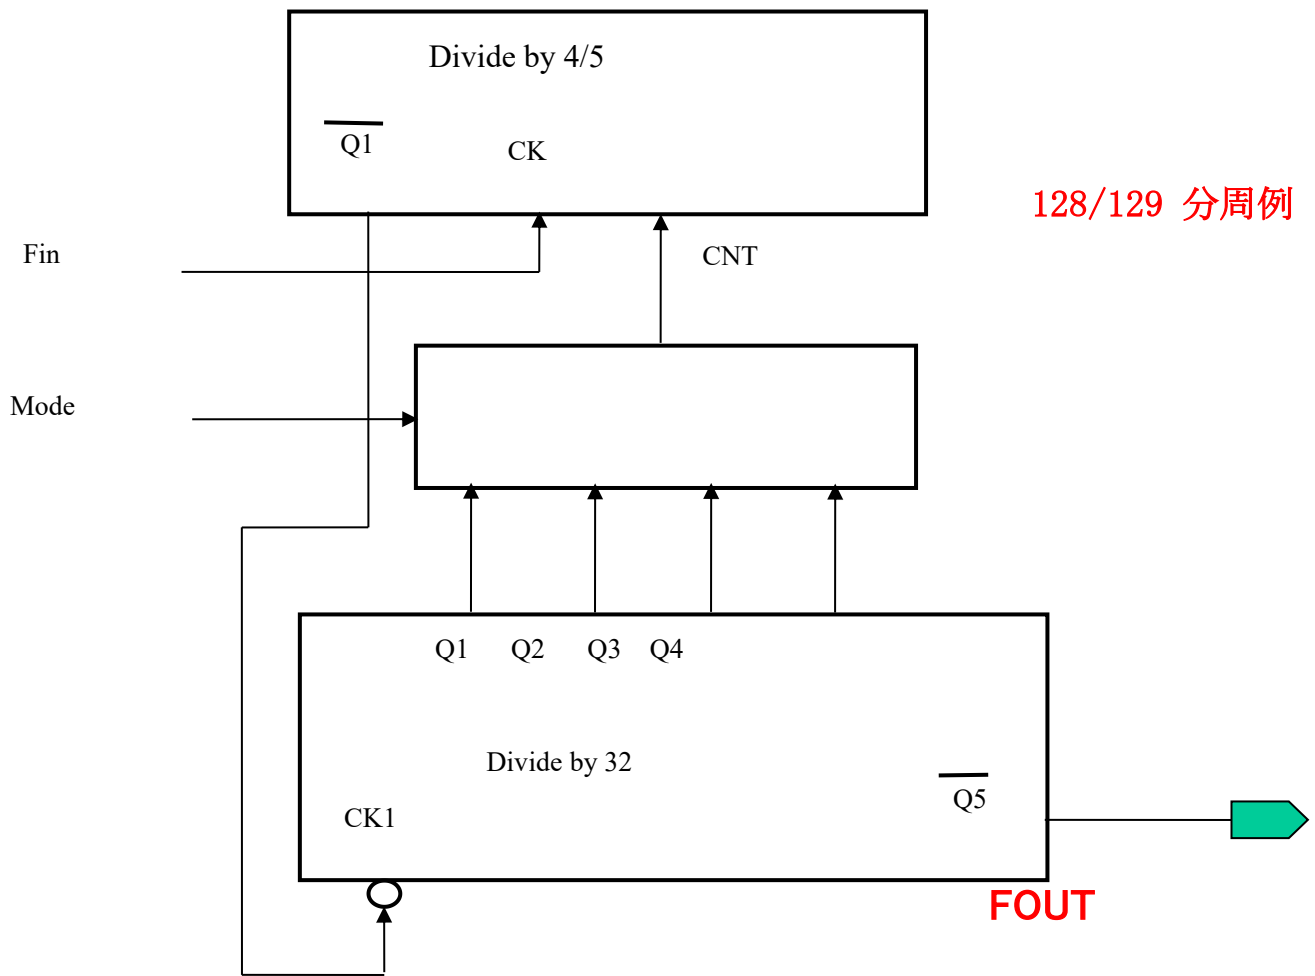 Divide by 4/5
Q1
CK
128/129 分周例
Fin
CNT
Mode
Q1 Q2 Q3 Q4
Divide by 32
Q5
CK1
FOUT